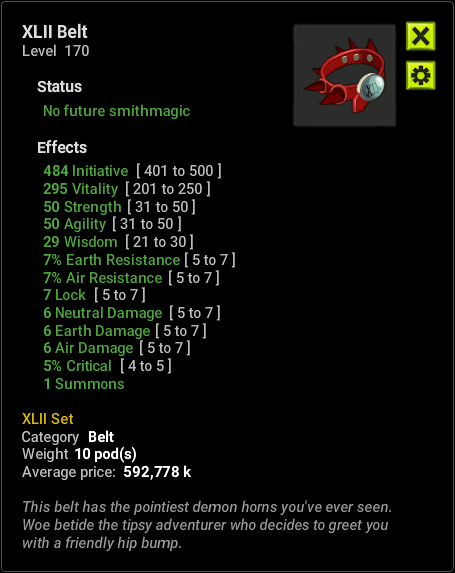 XLII Belt
Level 170
Status
No future smithmagic
Effects
484 Initiative [ 401 to 500 ]
295 Vitality [ 201 to 250 ]
50 Strength [ 31 to 50 ]
50 Agility [ 31 to 50 ]
29 Wisdom [ 21 to 30 ]
7% Earth Resistance [ 5 to 7 ]
7% Air Resistance [ 5 to 7 ]
7 Lock [ 5 to 7 ]
6 Neutral Damage [ 5 to 7 ]
6 Earth Damage [ 5 to 7 ]
6 Air Damage [ 5 to 7 ]
5% Critical [ 4 to 5 ]
1 Summons
XLII Set
Category Belt
Weight 10 pod(s)
Average price: 592,778 k
This belt has the pointiest demon horns you've ever seen.
Woe betide the tipsy adventurer who decides to greet you
with a friendly hip bump.